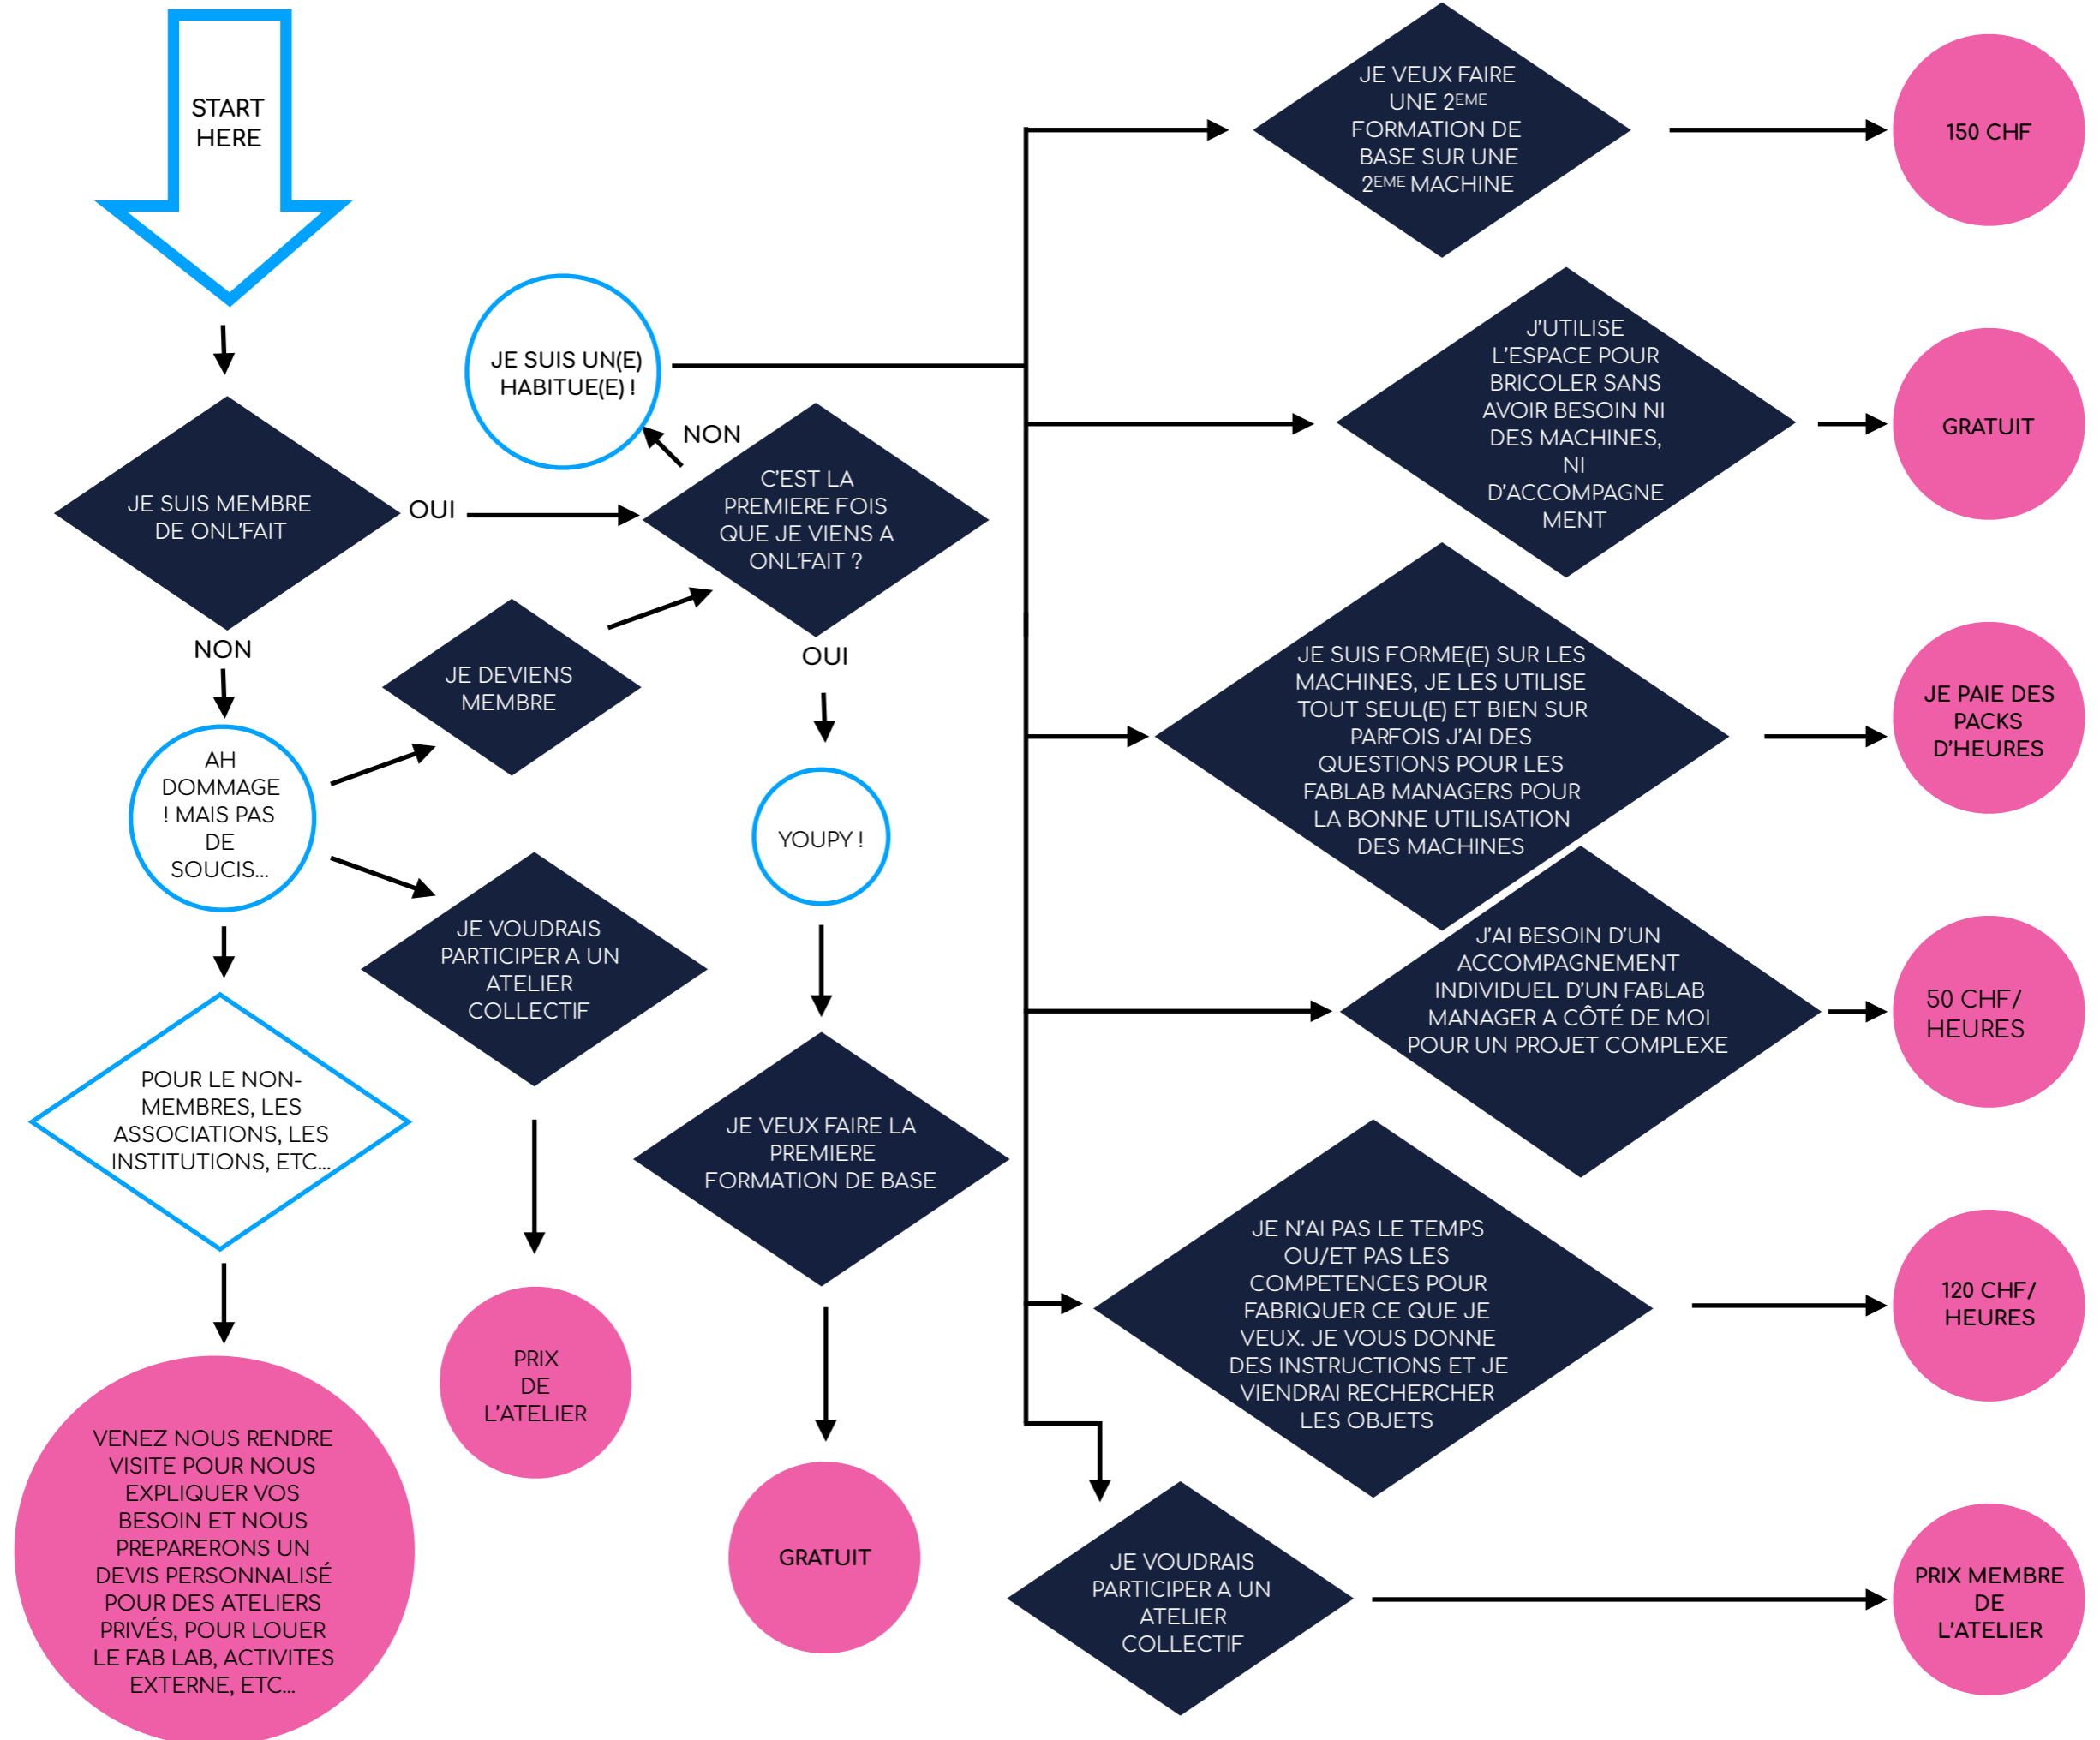 START
HERE
JE SUIS MEMBRE
DE ONL'FAIT
OUI
NON
AH
DOMMAGE
! MAIS PAS
DE
SOUCIS...
POUR LE NON-
MEMBRES, LES
ASSOCIATIONS, LES
INSTITUTIONS, ETC...
VENEZ NOUS RENDRE
VISITE POUR NOUS
EXPLIQUER VOS
BESOIN ET NOUS
PREPARERONS UN
DEVIS PERSONNALISÉ
POUR DES ATELIERS
PRIVÉS, POUR LOUER
LE FAB LAB, ACTIVITES
EXTERNE, ETC...
JE DEVIENS
MEMBRE
JE VOUDRAIS
PARTICIPER A UN
ATELIER
COLLECTIF
PRIX
DE
L'ATELIER
JE SUIS UN(E)
HABITUE(E) !
NON
C'EST LA
PREMIERE FOIS
QUE JE VIENS A
ONL'FAIT ?
OUI
YOUPY !
JE VEUX FAIRE LA
PREMIERE
FORMATION DE BASE
GRATUIT
JE VEUX FAIRE
UNE 2EME
FORMATION DE
BASE SUR UNE
2EME MACHINE
150 CHF
J'UTILISE
L'ESPACE POUR
BRICOLER SANS
AVOIR BESOIN NI
DES MACHINES,
NI
D'ACCOMPAGNE
MENT
GRATUIT
JE SUIS FORME(E) SUR LES
MACHINES, JE LES UTILISE
TOUT SEUL(E) ET BIEN SUR
PARFOIS J'AI DES
QUESTIONS POUR LES
FABLAB MANAGERS POUR
LA BONNE UTILISATION
DES MACHINES
JE PAIE DES
PACKS
D'HEURES
J'AI BESOIN D'UN
ACCOMPAGNEMENT
INDIVIDUEL D'UN FABLAB
MANAGER A CÔTÉ DE MOI
POUR UN PROJET COMPLEXE
50 CHF/
HEURES
JE N'AI PAS LE TEMPS
OU/ET PAS LES
COMPETENCES POUR
FABRIQUER CE QUE JE
VEUX. JE VOUS DONNE
DES INSTRUCTIONS ET JE
VIENDRAI RECHERCHER
LES OBJETS
120 CHF/
HEURES
JE VOUDRAIS
PARTICIPER A UN
ATELIER
COLLECTIF
PRIX MEMBRE
DE
L'ATELIER